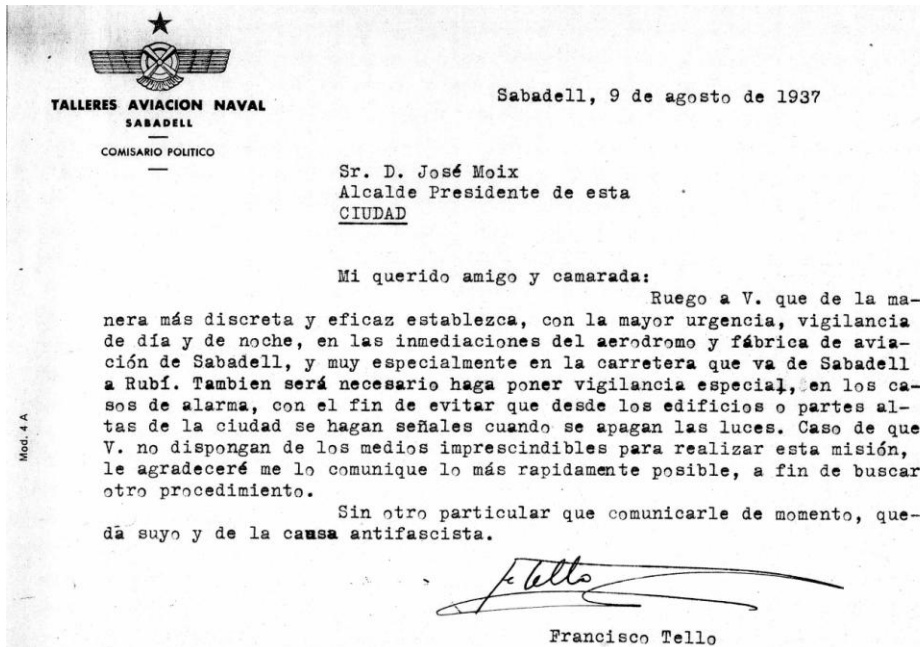 TALLERES AVIACION NAVAL
SABADELL
COMISARIO POLITICO
Sabadell, 9 de agosto de 1937
Sr. D. José Moix
Alcalde Presidente de esta
CIUDAD
Mi querido amigo y camarada:
Ruego a V. que de la ma-
nera más discreta y eficaz establezca, con la mayor urgencia, vigilancia
de día y de noche, en las inmediaciones del aerodromo y fábrica de avia-
ción de Sabadell, y muy especialmente en la carretera que va de Sabadell
a Rubí. Tambien será necesario haga poner vigilancia especial, en los ca-
sos de alarma, con el fin de evitar que desde los edificios o partes al-
tas de la ciudad se hagan señales cuando se apagan las luces. Caso de que
V. no dispongan de los medios imprescindibles para realizar esta misión,
le agradeceré me lo comunique lo más rapidamente posible, a fin de buscar
otro procedimiento.
Sin otro particular que comunicarle de momento, que-
da suyo y de la causa antifascista.
F Tello
Francisco Tello
Mod. 4 A